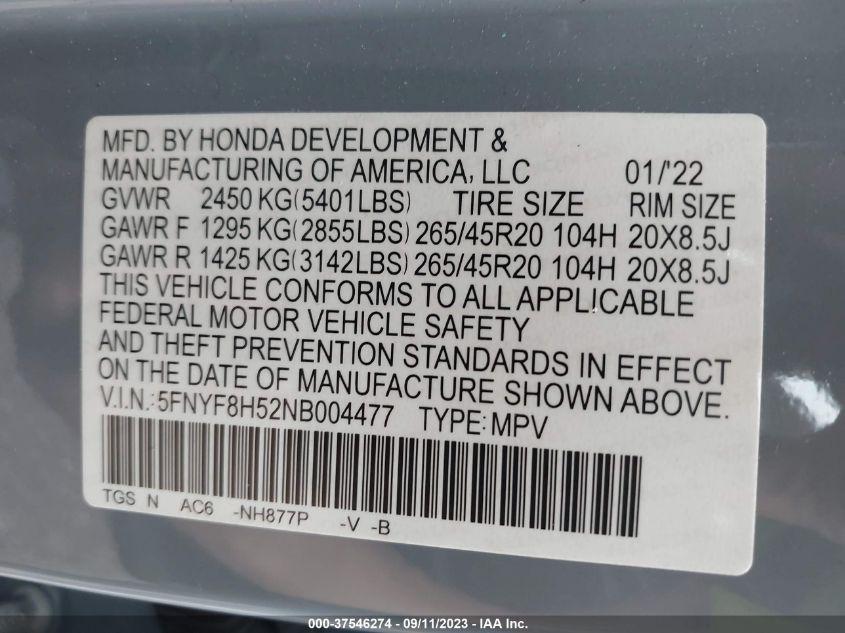 MFD. BY HONDA DEVELOPMENT &
MANUFACTURING OF AMERICA, LLC 01/'22
GVWR 2450 KG(5401LBS) TIRE SIZE RIM SIZE
GAWR F 1295 KG(2855LBS) 265/45R20 104H 20X8.5J
GAWR R 1425 KG(3142LBS) 265/45R20 104H 20X8.5J
THIS VEHICLE CONFORMS TO ALL APPLICABLE
FEDERAL MOTOR VEHICLE SAFETY
AND THEFT PREVENTION STANDARDS IN EFFECT
ON THE DATE OF MANUFACTURE SHOWN ABOVE.
V.I.N.:5FNYF8H52NB004477 TYPE:MPV
TGS N AC6 -NH877P -V -B
000-37546274 - 09/11/2023 - IAA Inc.